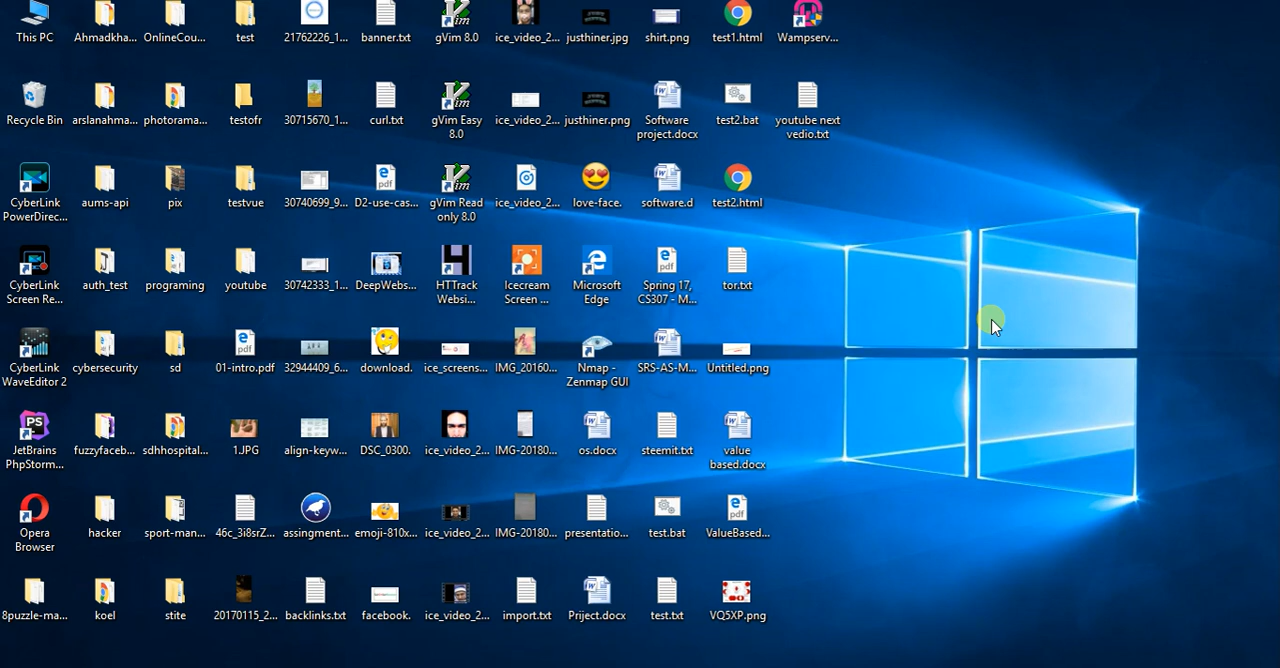 This PC
Ahmadkha...
OnlineCou...
test
21762226_1...
banner.txt
gVim 8.0
ice_video_2...
justhiner.jpg
shirt.png
test1.html
Wampserv...
Recycle Bin
arslanahma...
photorama...
testofr
30715670_1...
curl.txt
gVim Easy
8.0
ice_video_2...
justhiner.png
Software
project.docx
test2.bat
youtube next
vedio.txt
CyberLink
PowerDirec...
aums-api
pix
testvue
30740699_9...
pdf
D2-use-cas...
gVim Read
only 8.0
ice_video_2...
love-face.
software.d
test2.html
CyberLink
Screen Re...
auth_test
programing
youtube
30742333_1...
DeepWebs...
HTTrack
Websi...
Icecream
Screen ...
Microsoft
Edge
pdf
Spring 17,
CS307 - M...
tor.txt
CyberLink
WaveEditor 2
cybersecurity
sd
pdf
01-intro.pdf
32944409_6...
download.
ice_screens...
IMG_20160...
Nmap -
Zenmap GUI
SRS-AS-M...
Untitled.png
PS
JetBrains
PhpStorm...
fuzzyfaceb...
sdhhospital...
1.JPG
align-keyw...
DSC_0300.
ice_video_2...
IMG-20180...
os.docx
steemit.txt
value
based.docx
Opera
Browser
hacker
sport-man...
46c_3i8srZ...
assingment...
emoji-810x...
ice_video_2...
IMG-20180...
presentatio...
test.bat
pdf
ValueBased...
8puzzle-ma...
koel
stite
20170115_2...
backlinks.txt
facebook.
ice_video_2...
import.txt
Priject.docx
test.txt
VQ5XP.png